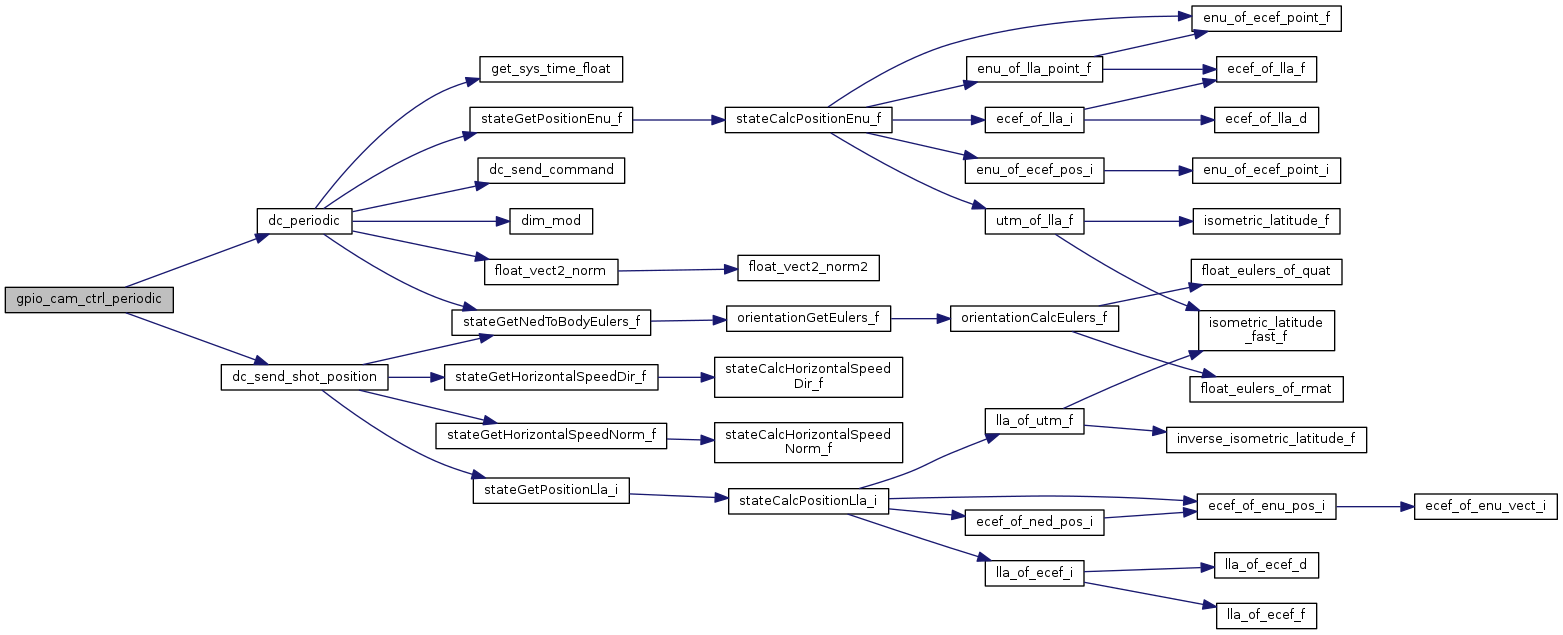 gpio_cam_ctrl_periodic
dc_periodic
dc_send_shot_position
get_sys_time_float
stateGetPositionEnu_f
dc_send_command
dim_mod
float_vect2_norm
stateGetNedToBodyEulers_f
stateGetHorizontalSpeedDir_f
stateGetHorizontalSpeedNorm_f
stateGetPositionLla_i
stateCalcPositionEnu_f
float_vect2_norm2
orientationGetEulers_f
stateCalcHorizontalSpeed
Dir_f
stateCalcHorizontalSpeed
Norm_f
stateCalcPositionLla_i
enu_of_lla_point_f
ecef_of_lla_i
enu_of_ecef_pos_i
utm_of_lla_f
orientationCalcEulers_f
lla_of_utm_f
ecef_of_ned_pos_i
lla_of_ecef_i
enu_of_ecef_point_f
ecef_of_lla_f
ecef_of_lla_d
enu_of_ecef_point_i
isometric_latitude_f
float_eulers_of_quat
isometric_latitude
_fast_f
float_eulers_of_rmat
inverse_isometric_latitude_f
ecef_of_enu_pos_i
lla_of_ecef_d
lla_of_ecef_f
ecef_of_enu_vect_i